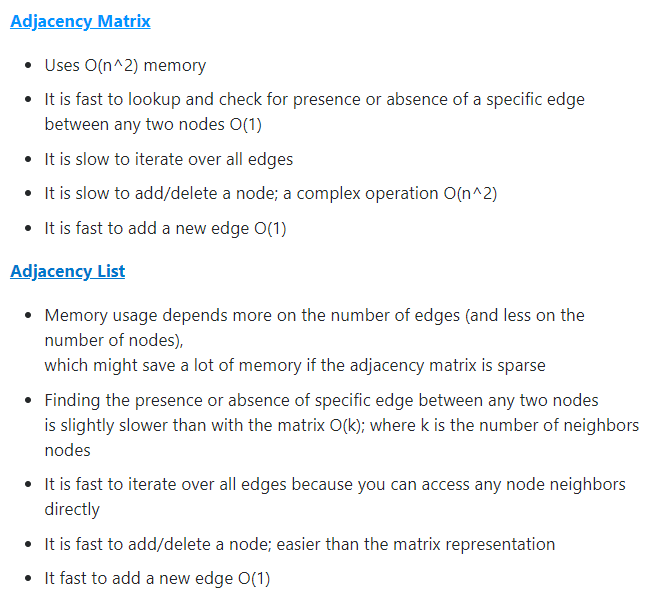 Adjacency Matrix
• Uses O(n^2) memory
• It is fast to lookup and check for presence or absence of a specific edge
between any two nodes O(1)
• It is slow to iterate over all edges
• It is slow to add/delete a node; a complex operation O(n^2)
• It is fast to add a new edge O(1)
Adjacency List
• Memory usage depends more on the number of edges (and less on the
number of nodes),
which might save a lot of memory if the adjacency matrix is sparse
• Finding the presence or absence of specific edge between any two nodes
is slightly slower than with the matrix O(k); where k is the number of neighbors
nodes
• It is fast to iterate over all edges because you can access any node neighbors
directly
• It is fast to add/delete a node; easier than the matrix representation
• It fast to add a new edge O(1)